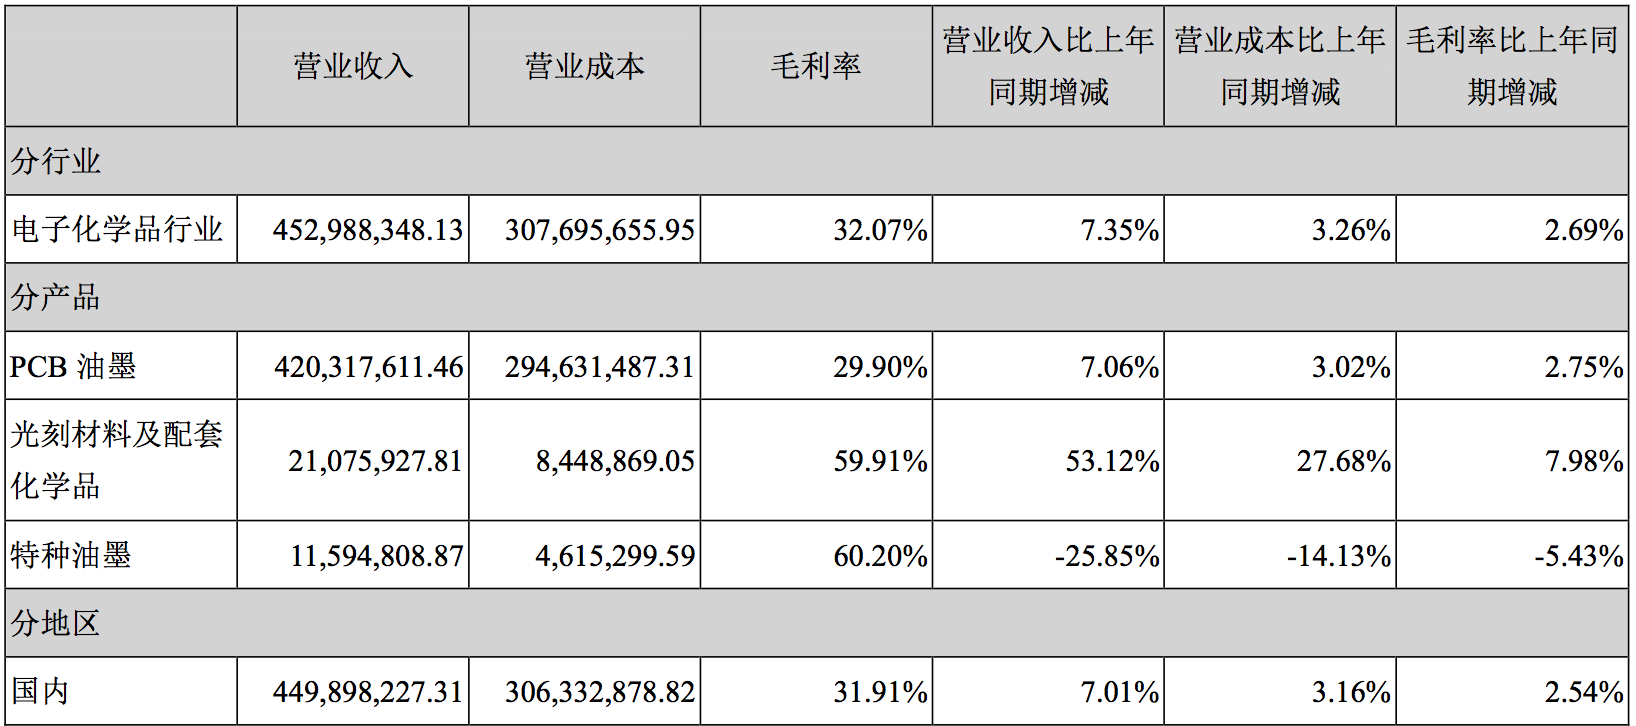 营业收入 营业成本 毛利率 营业收入比上年同期增减 营业成本比上年同期增减 毛利率比上年同期增减
分行业
电子化学品行业 452,988,348.13 307,695,655.95 32.07% 7.35% 3.26% 2.69%
分产品
PCB 油墨 420,317,611.46 294,631,487.31 29.90% 7.06% 3.02% 2.75%
光刻材料及配套化学品 21,075,927.81 8,448,869.05 59.91% 53.12% 27.68% 7.98%
特种油墨 11,594,808.87 4,615,299.59 60.20% -25.85% -14.13% -5.43%
分地区
国内 449,898,227.31 306,332,878.82 31.91% 7.01% 3.16% 2.54%